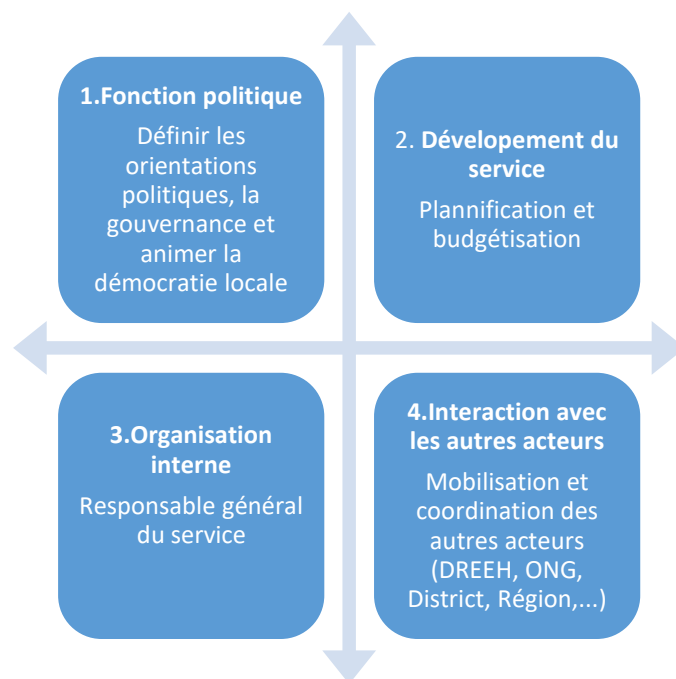 1.Fonction politique
Définir les
orientations
politiques, la
gouvernance et
animer la
démocratie locale
2. Dévelopement du
service
Plannification et
budgétisation
3.Organisation
interne
Responsable général
du service
4.Interaction avec
les autres acteurs
Mobilisation et
coordination des
autres acteurs
(DREEH, ONG,
District, Région,...)